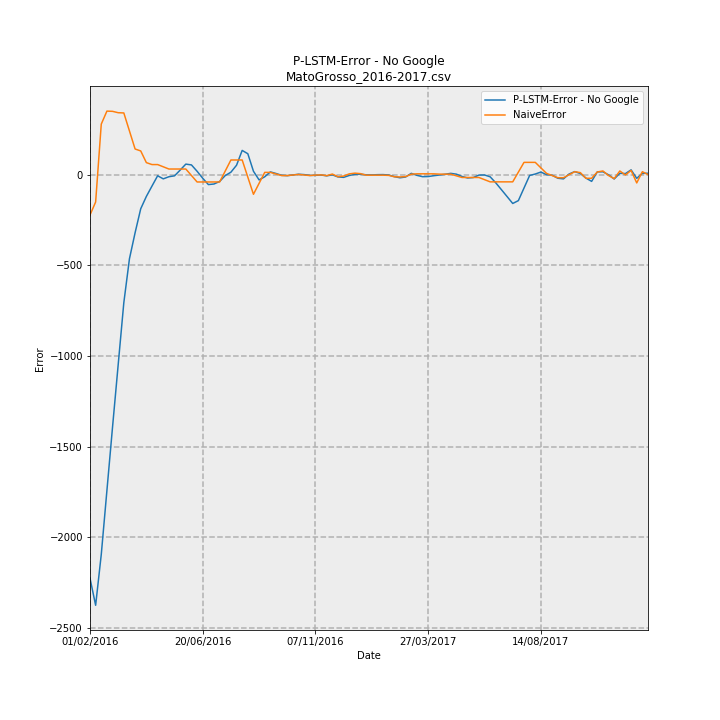 P-LSTM-Error - No Google
MatoGrosso_2016-2017.csv
P-LSTM-Error - No Google
NaiveError
Error
0
−500
−1000
−1500
−2000
−2500
01/02/2016
20/06/2016
07/11/2016
27/03/2017
14/08/2017
Date